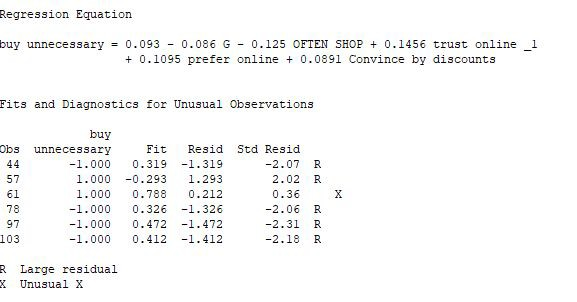 Regression Equation
buy unnecessary = 0.093 - 0.086 G - 0.125 OFTEN SHOP + 0.1456 trust online _1
+ 0.1095 prefer online + 0.0891 Convince by discounts
Fits and Diagnostics for Unusual Observations
buy
Obs unnecessary Fit Resid Std Resid
44 -1.000 0.319 -1.319 -2.07 R
57 1.000 -0.293 1.293 2.02 R
61 1.000 0.788 0.212 0.36 X
78 -1.000 0.326 -1.326 -2.06 R
97 -1.000 0.472 -1.472 -2.31 R
103 -1.000 0.412 -1.412 -2.18 R
R Large residual
X Unusual X